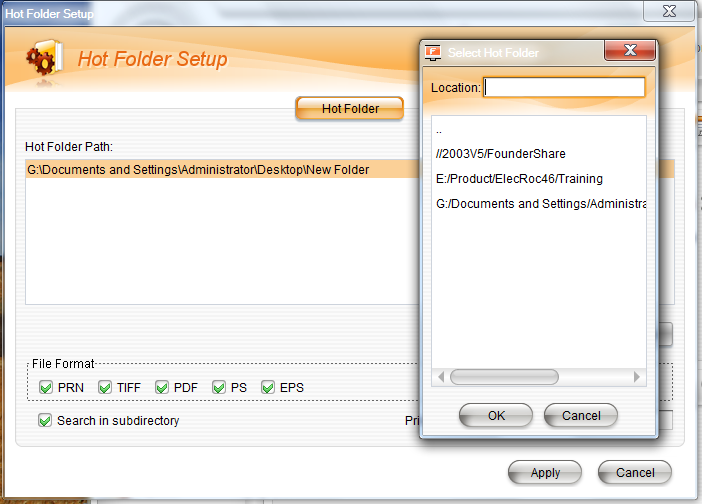 Hot Folder Setup
Hot Folder Setup
Hot Folder
Hot Folder Path:
G:\Documents and Settings\Administrator\Desktop\New Folder
File Format
PRN TIFF PDF PS EPS
Search in subdirectory
Pri
Apply Cancel
Select Hot Folder
Location:
..
//2003V5/FounderShare
E:/Product/ElecRoc46/Training
G:/Documents and Settings/Administra
OK Cancel